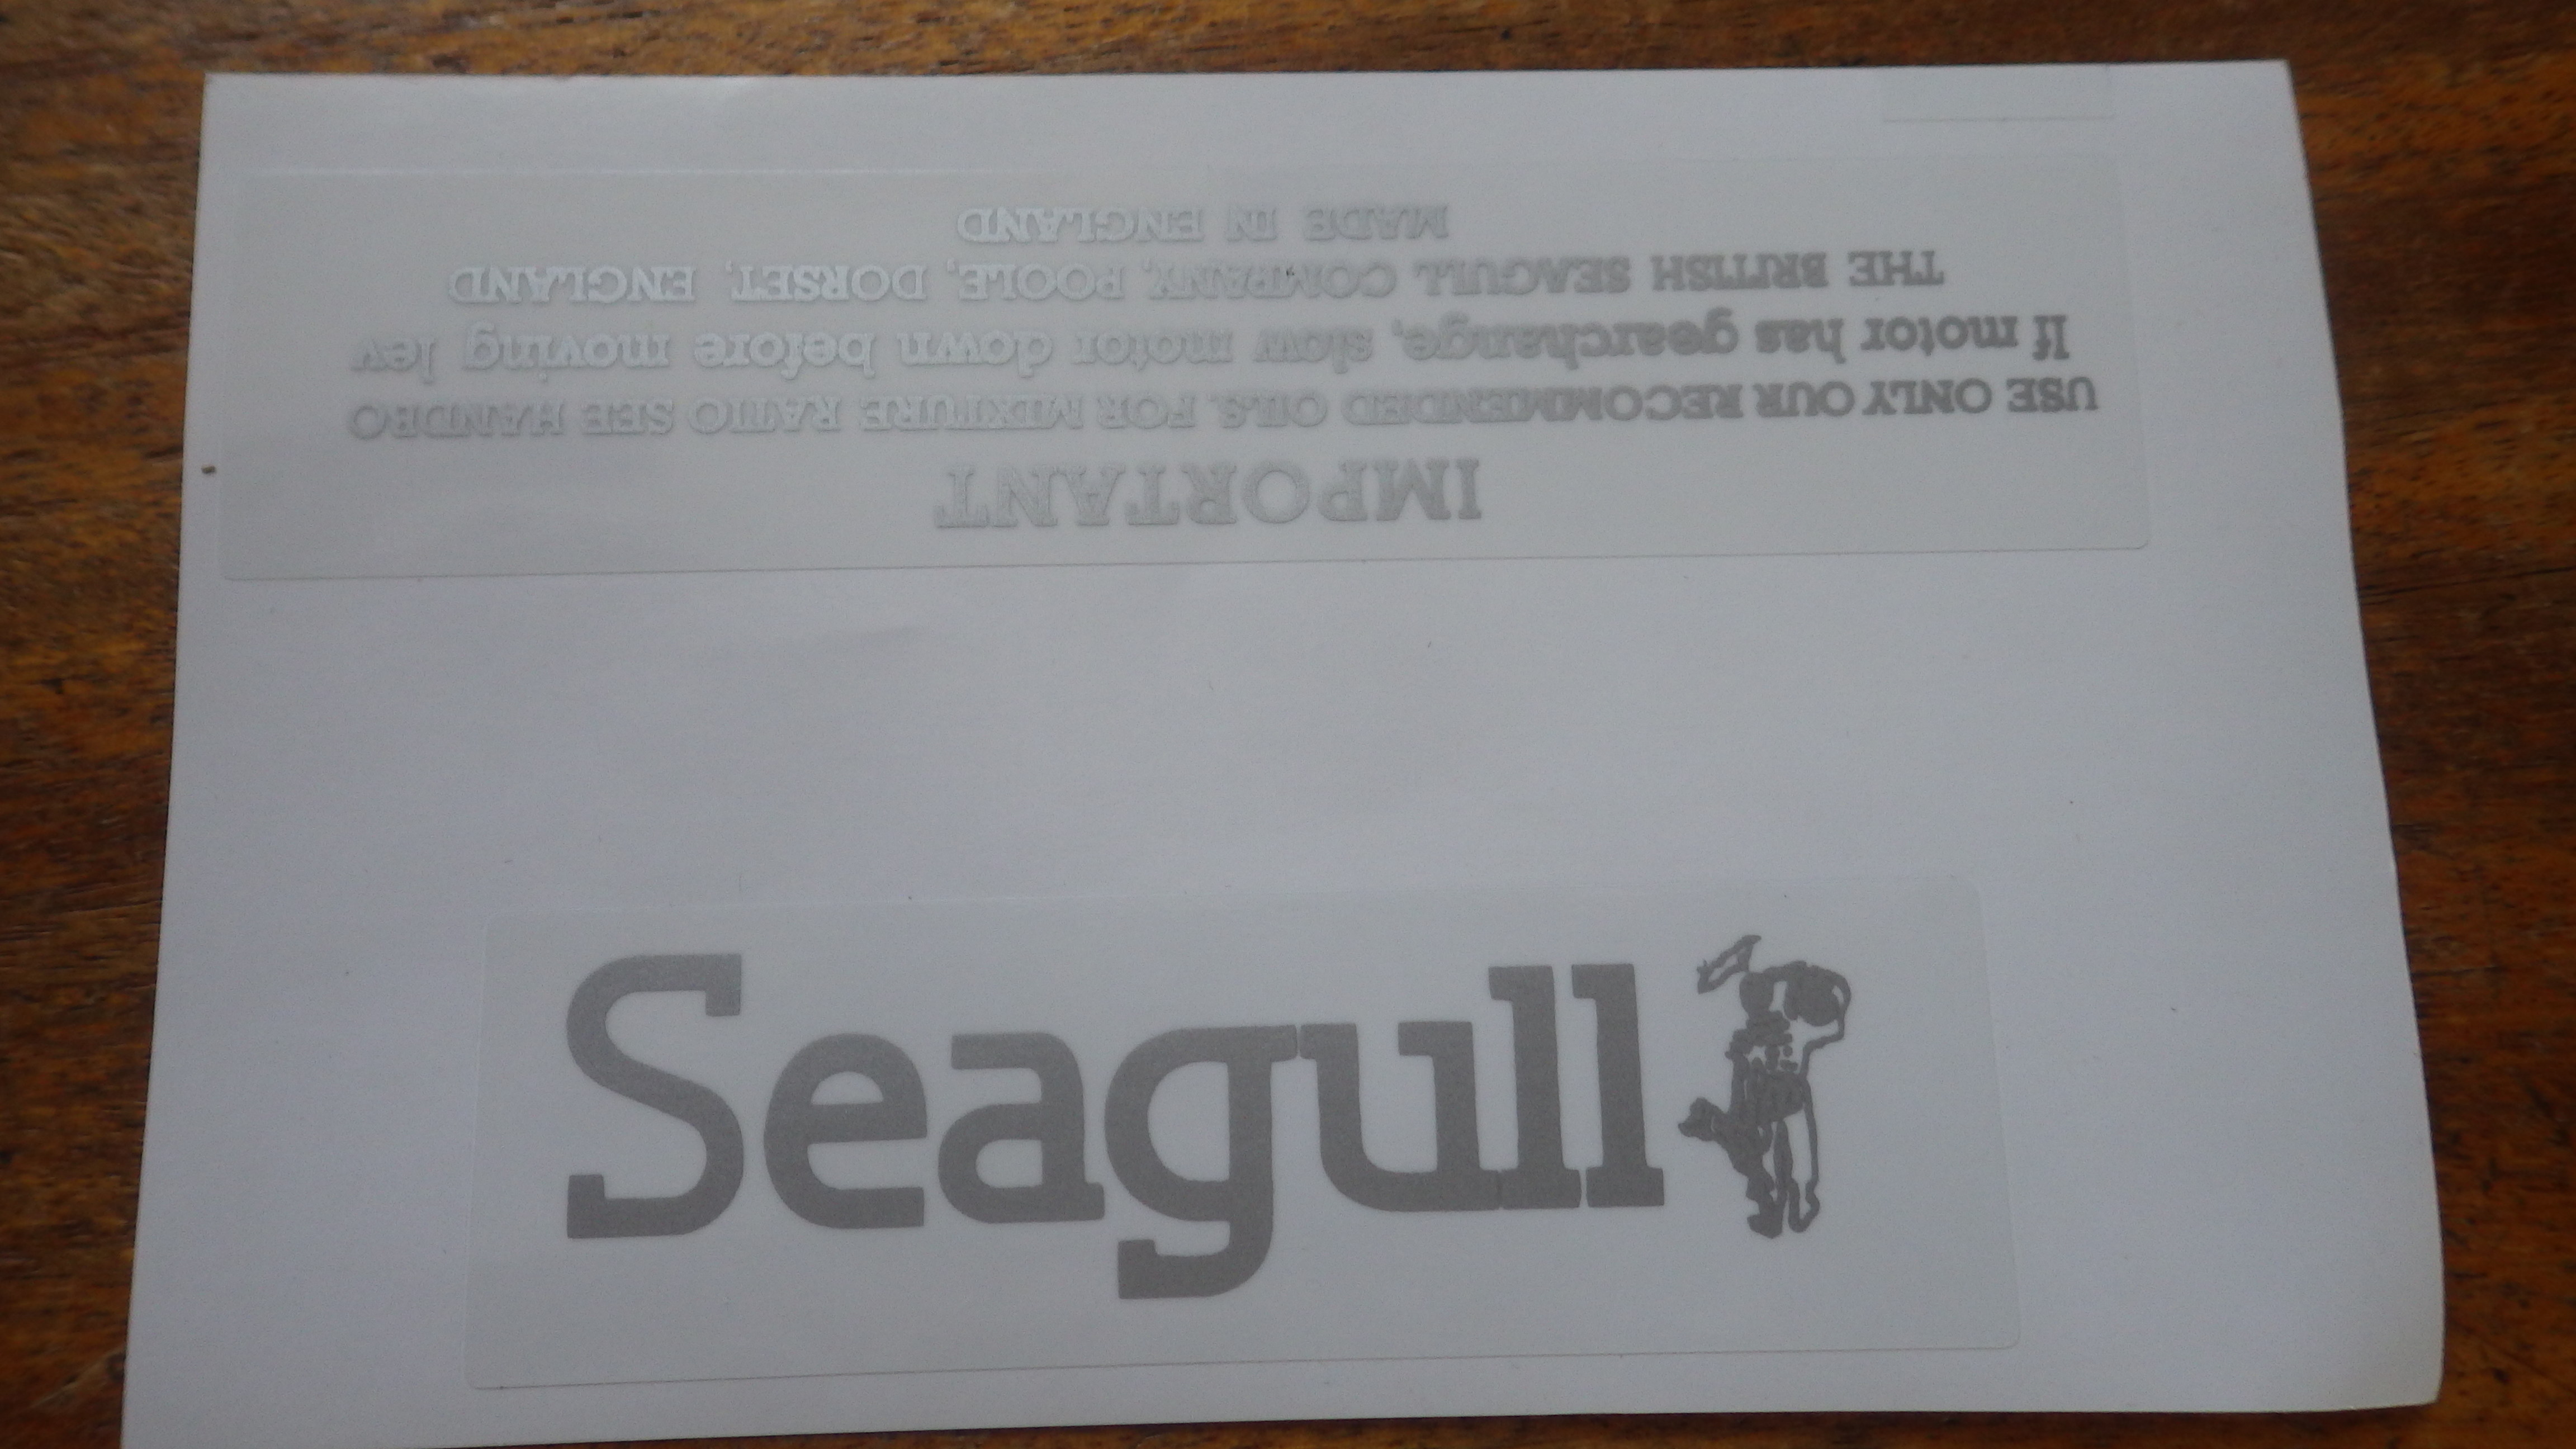 IMPORTANT
USE ONLY OUR RECOMMENDED OILS. FOR MIXTURE RATIO SEE HANDBO
If motor has gearchange, slow motor down before moving lev
THE BRITISH SEAGULL COMPANY, POOLE, DORSET, ENGLAND
MADE IN ENGLAND
Seagull